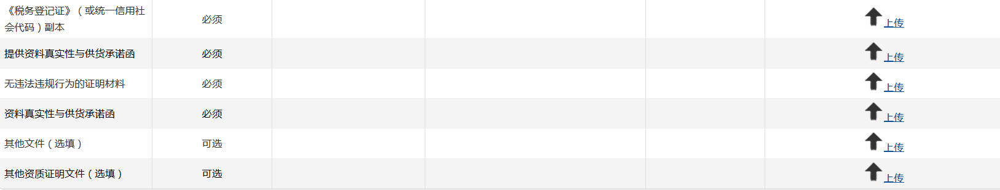 《税务登记证》（或统一信用社
会代码）副本
必须
上传
提供资料真实性与供货承诺函
必须
上传
无违法违规行为的证明材料
必须
上传
资料真实性与供货承诺函
必须
上传
其他文件（选填）
可选
上传
其他资质证明文件（选填）
可选
上传